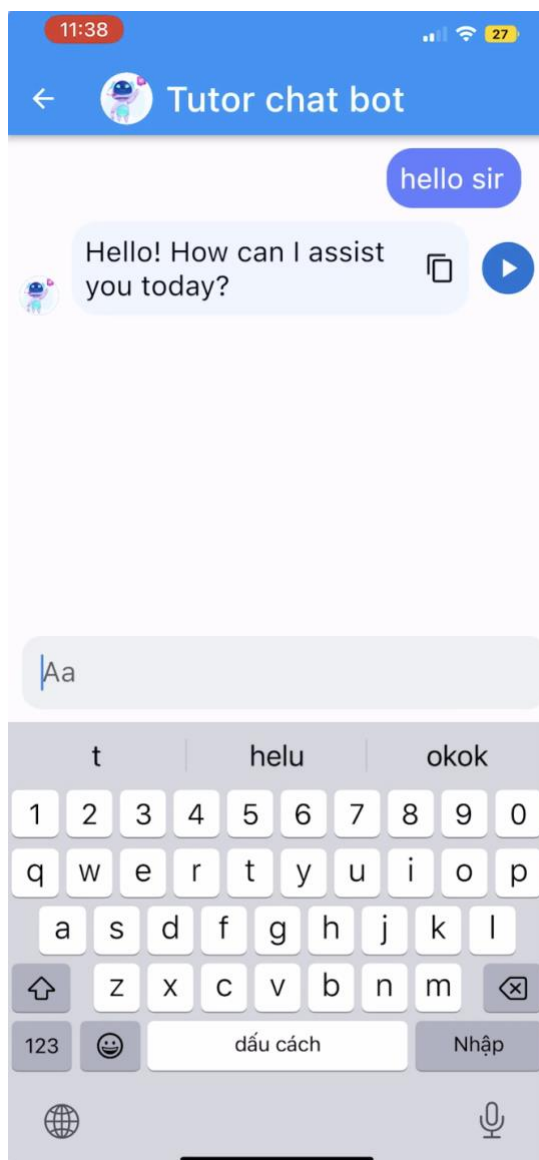 11:38
27
Tutor chat bot
hello sir
Hello! How can I assist
you today?
Aa
t helu okok
1 2 3 4 5 6 7 8 9 0
q w e r t y u i o p
a s d f g h j k l
z x c v b n m
123 dấu cách Nhập